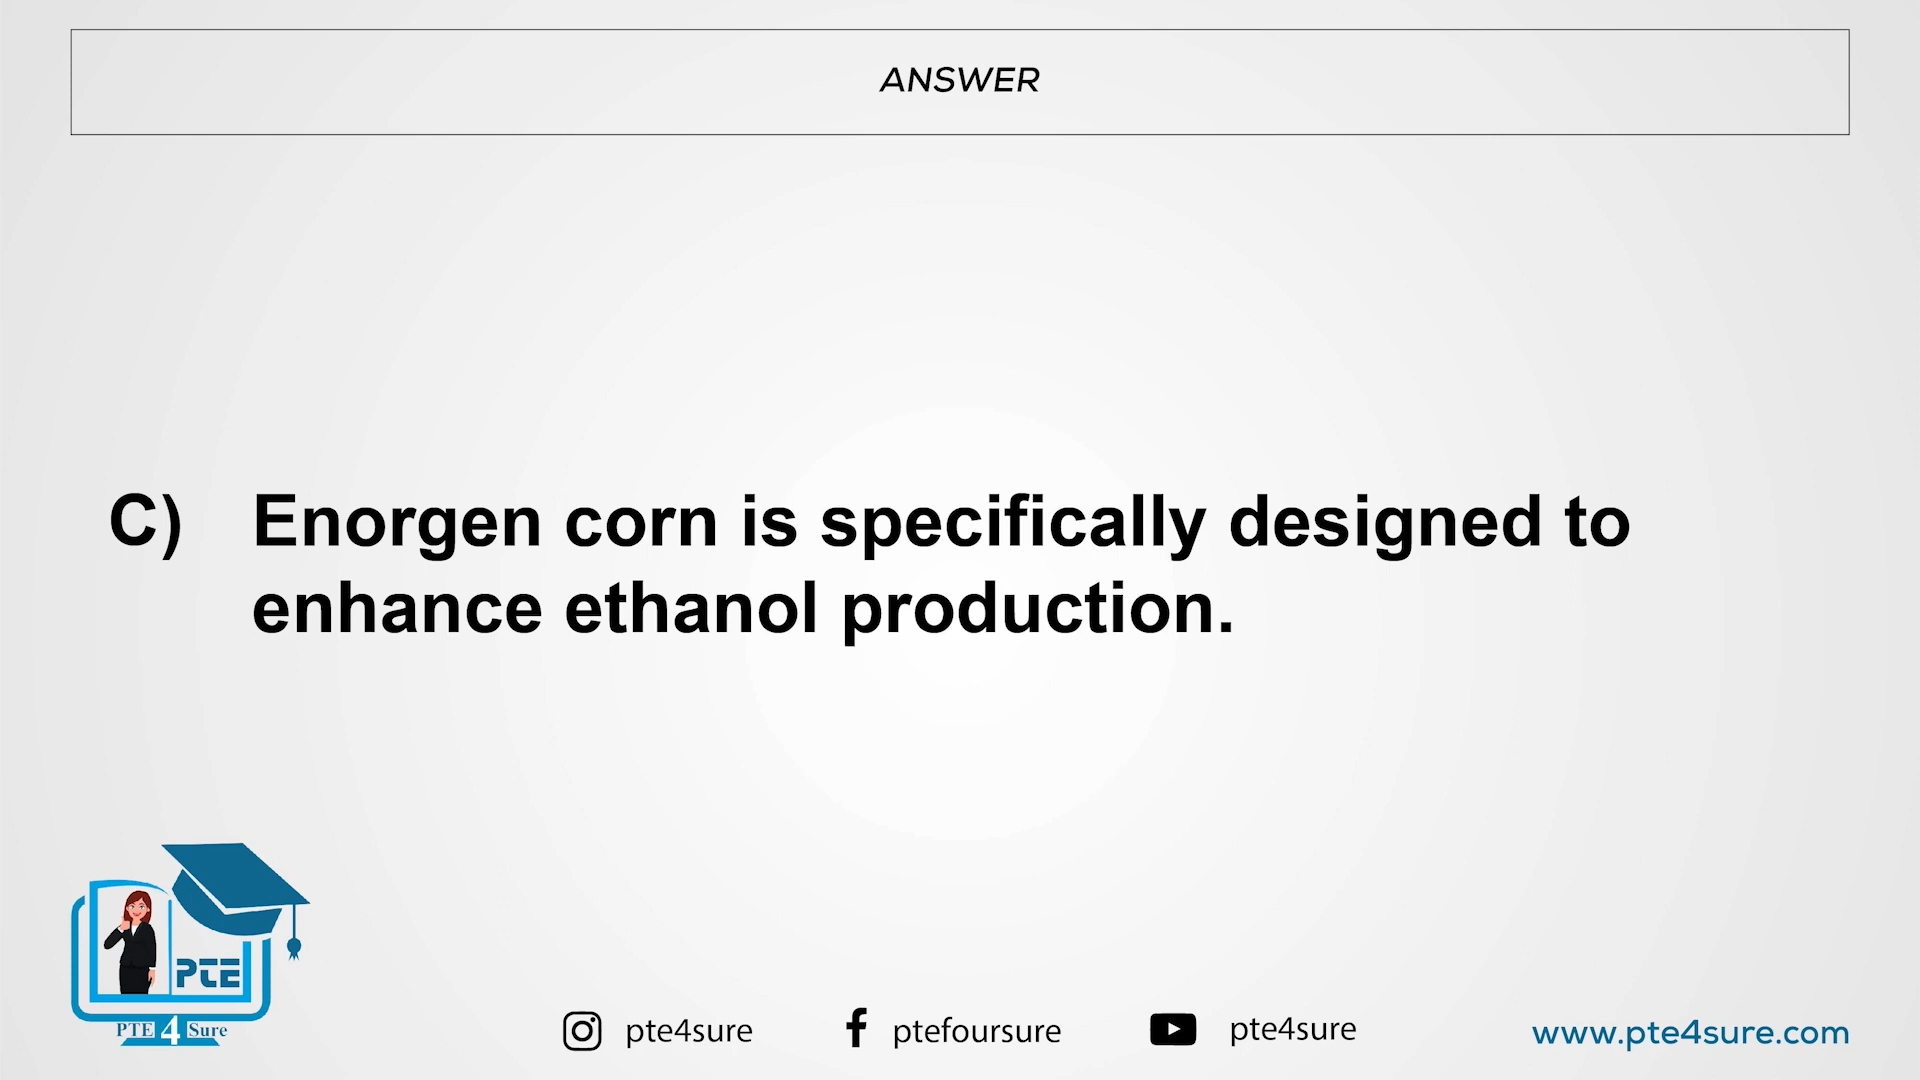 ANSWER
C) Enorgen corn is specifically designed to
enhance ethanol production.
PTE
PTE 4 Sure
pte4sure
ptefoursure
pte4sure
www.pte4sure.com